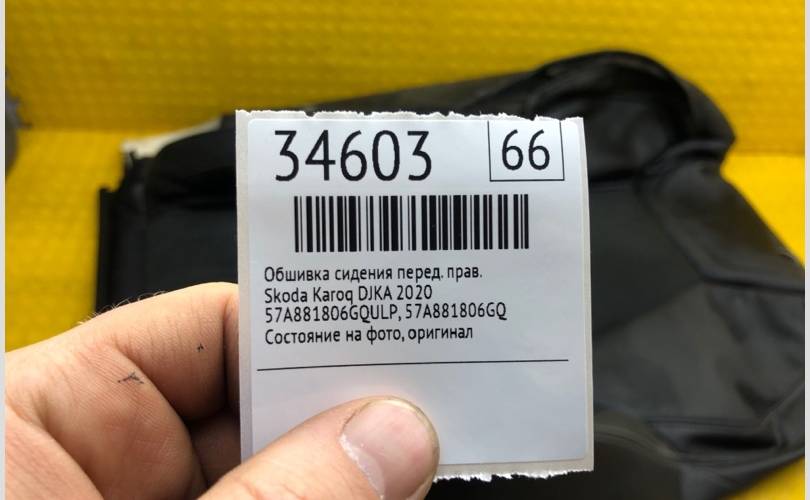 34603 66
Обшивка сидения перед. прав.
Skoda Karoq DJKA 2020
57A881806GQULP, 57A881806GQ
Состояние на фото, оригинал